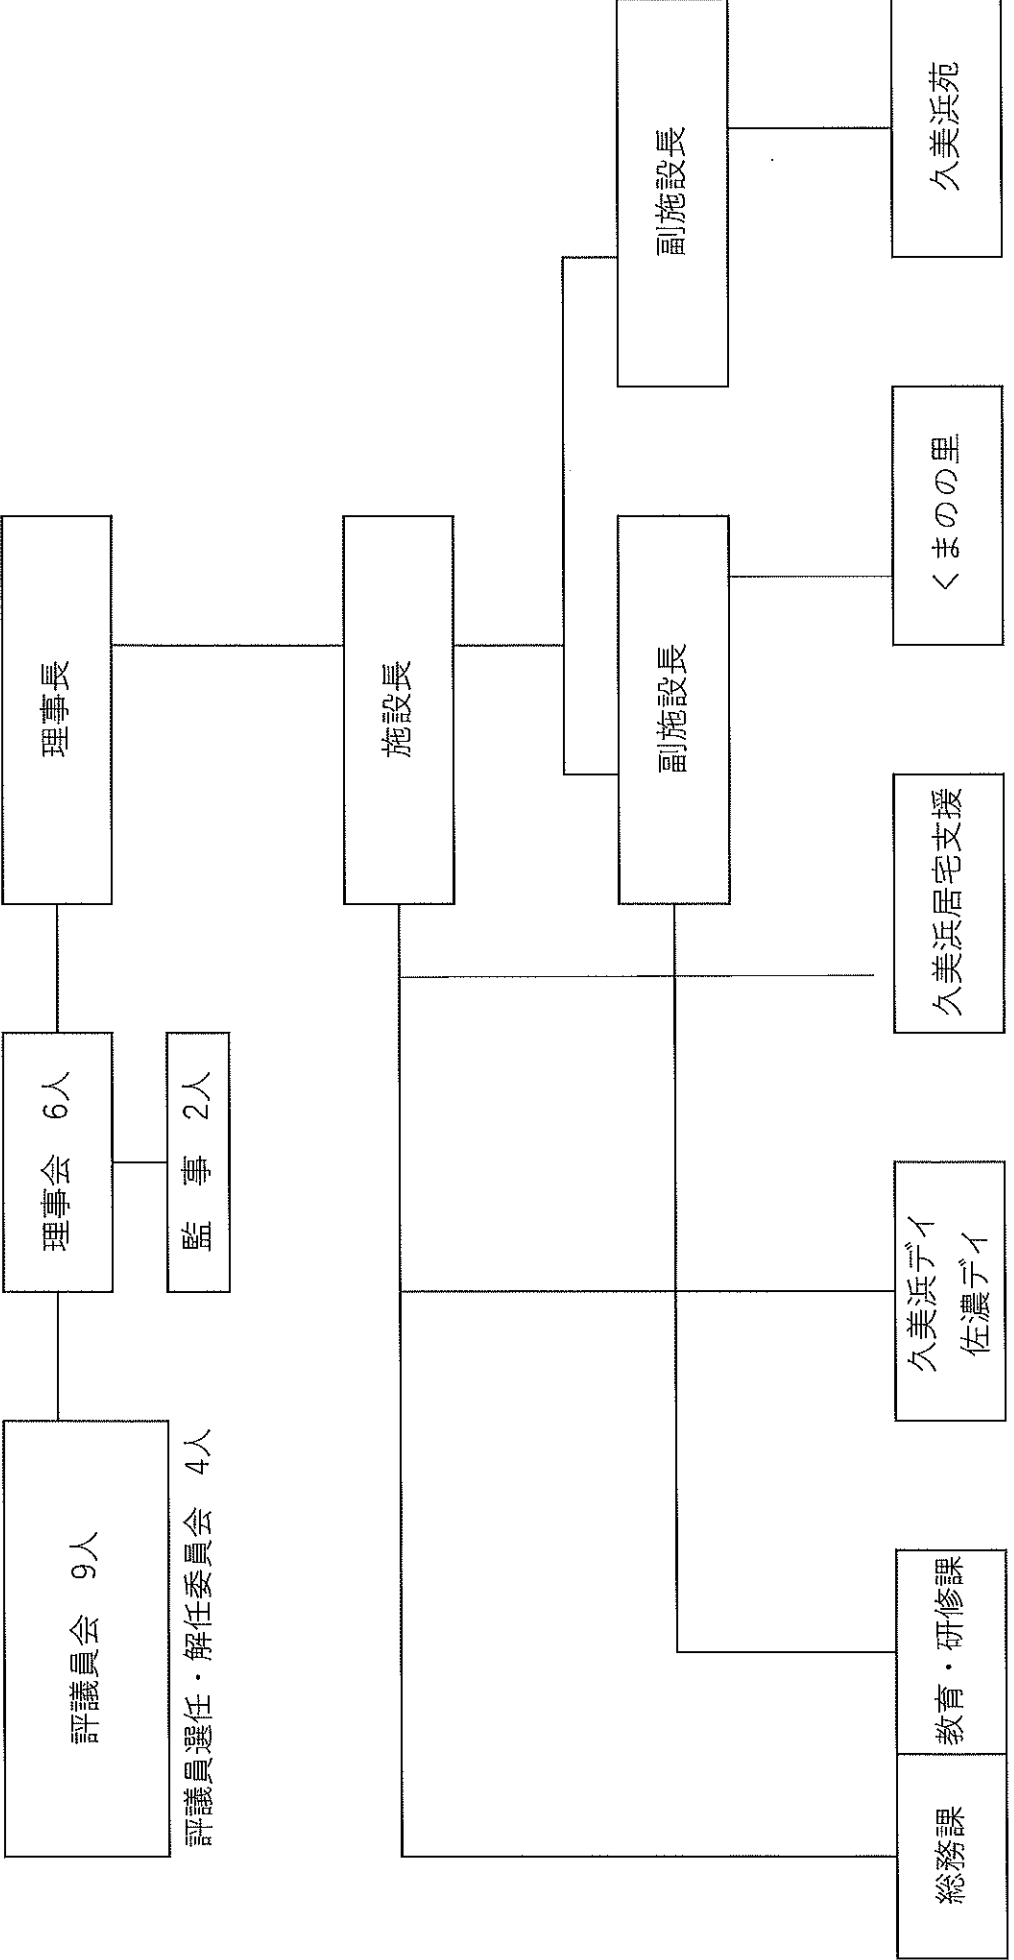 評議員会　9人
理事会　6人
理事長
評議員選任・解任委員会　4人
監　事　2人
施設長
副施設長
副施設長
総務課
教育・研修課
久美浜デイ
佐濃デイ
久美浜居宅支援
くまのの里
久美浜苑